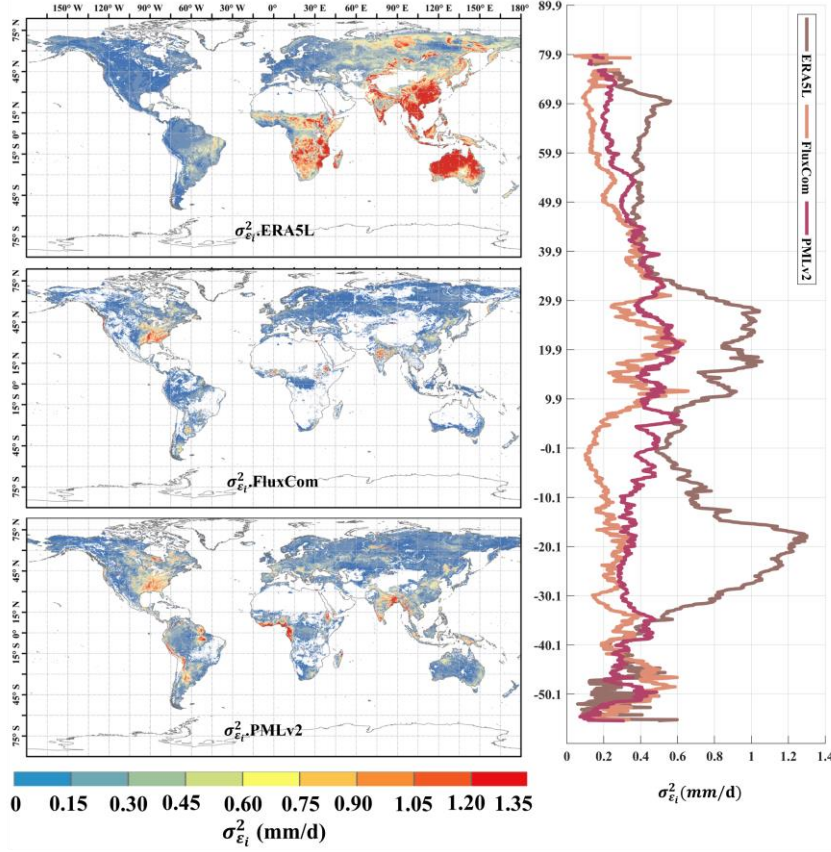 150° W 120° W 90° W 60° W 30° W 0° 30° E 60° E 90° E 120° E 150° E 180°
75° N
45° N
15° N
0°
15° S
45° S
75° S
σ²εᵢ.ERA5L
75° N
45° N
15° N
0°
15° S
45° S
75° S
σ²εᵢ.FluxCom
75° N
45° N
15° N
0°
15° S
45° S
75° S
σ²εᵢ.PMLv2
0 0.15 0.30 0.45 0.60 0.75 0.90 1.05 1.20 1.35
σ²εᵢ (mm/d)
89.9
79.9
69.9
59.9
49.9
39.9
29.9
19.9
9.9
-0.1
-10.1
-20.1
-30.1
-40.1
-50.1
0 0.2 0.4 0.6 0.8 1 1.2 1.4
σ²εᵢ(mm/d)
ERA5L
FluxCom
PMLv2